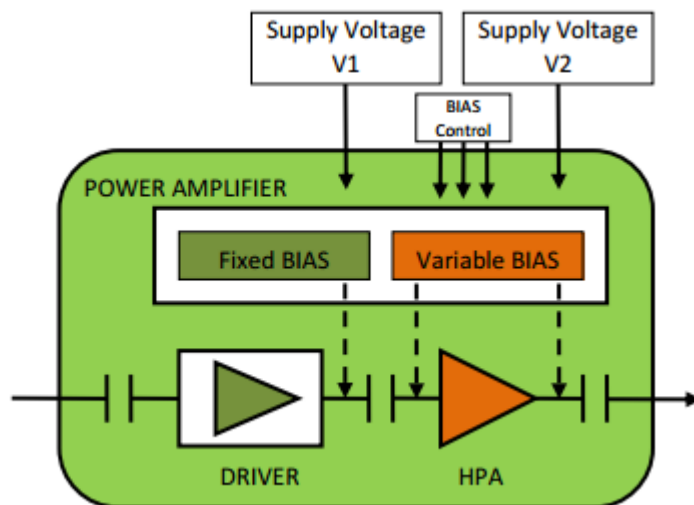 Supply Voltage
V1
Supply Voltage
V2
BIAS
Control
POWER AMPLIFIER
Fixed BIAS
Variable BIAS
DRIVER
HPA